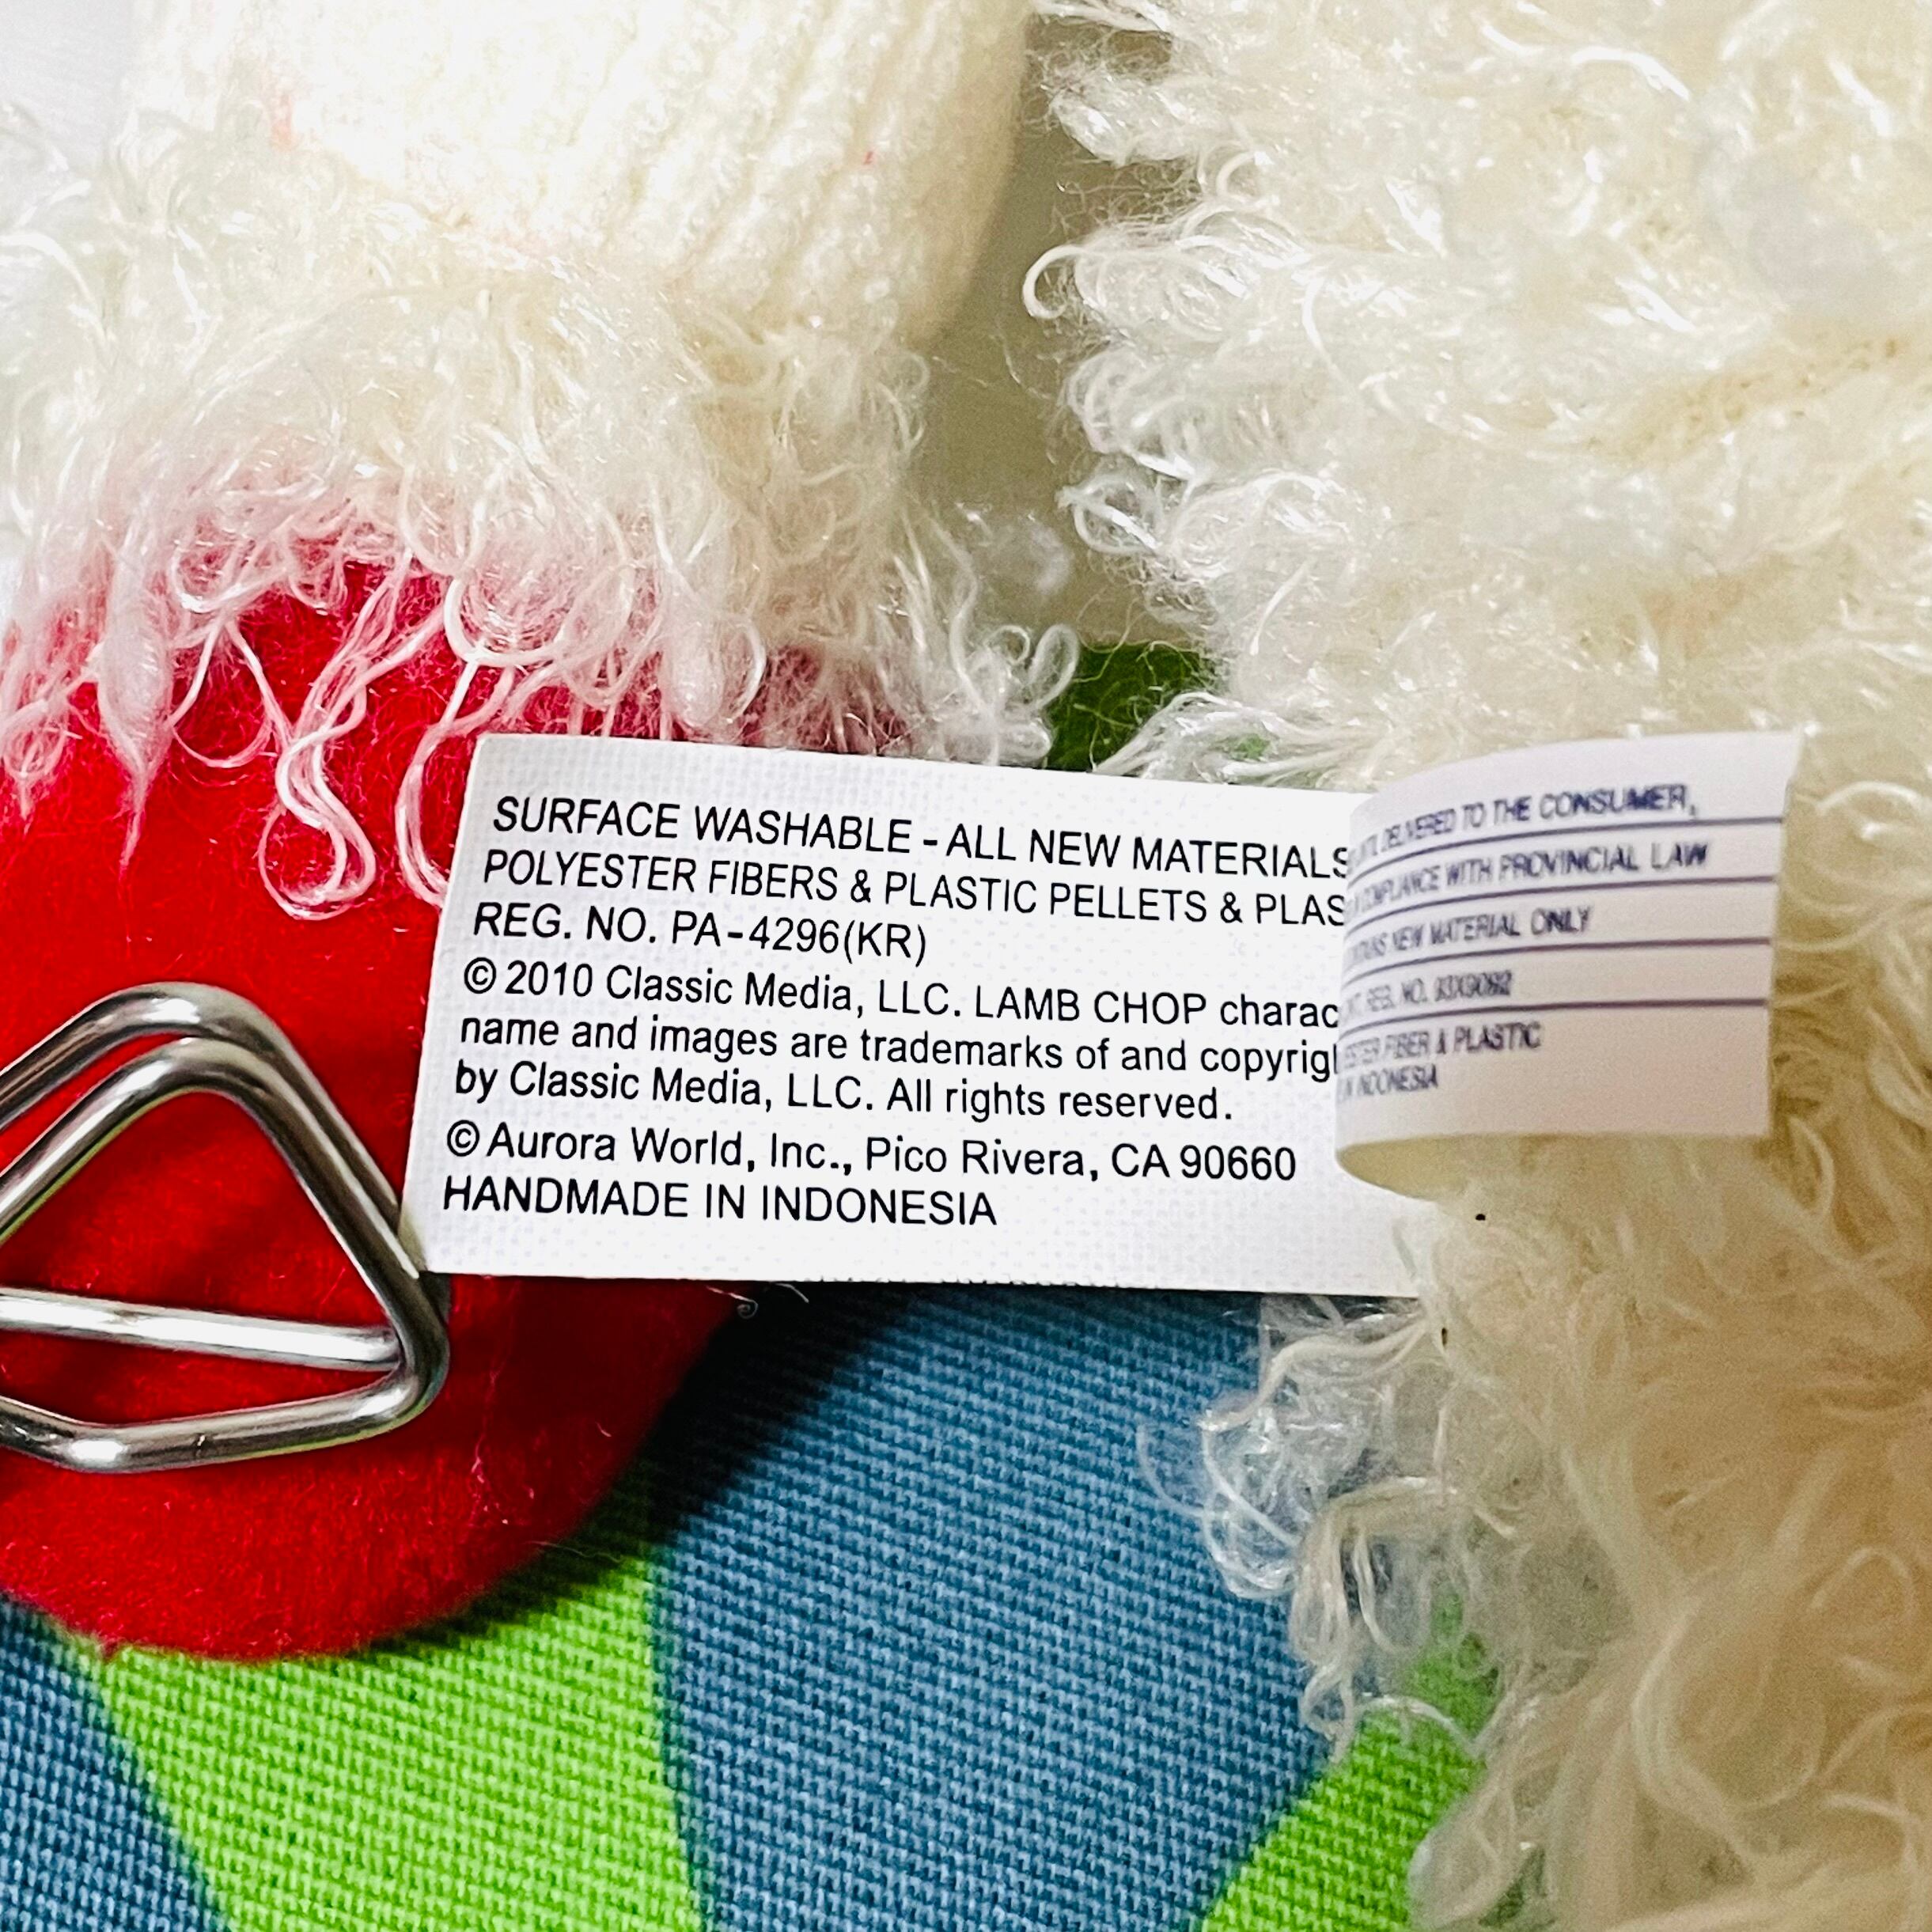 SURFACE WASHABLE - ALL NEW MATERIALS
POLYESTER FIBERS & PLASTIC PELLETS & PLAS
REG. NO. PA-4296(KR)
© 2010 Classic Media, LLC. LAMB CHOP charac
name and images are trademarks of and copyrigh
by Classic Media, LLC. All rights reserved.
© Aurora World, Inc., Pico Rivera, CA 90660
HANDMADE IN INDONESIA
DELIVERED TO THE CONSUMER,
COMPLIANCE WITH PROVINCIAL LAW
NEW MATERIAL ONLY
REG. NO. 93X9092
FIBER & PLASTIC
INDONESIA